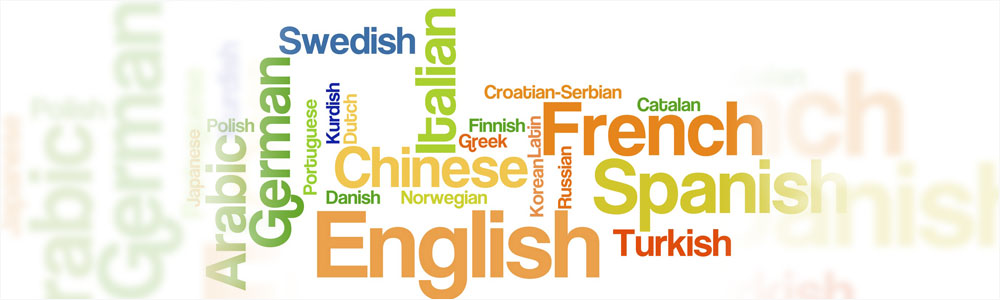 Swedish
Italian
German
Kurdish
Dutch
Portuguese
Polish
Japanese
Arabic
Croatian-Serbian
Catalan
Finnish
Greek
Latin
French
Chinese
Korean
Russian
Spanish
Danish
Norwegian
English
Turkish